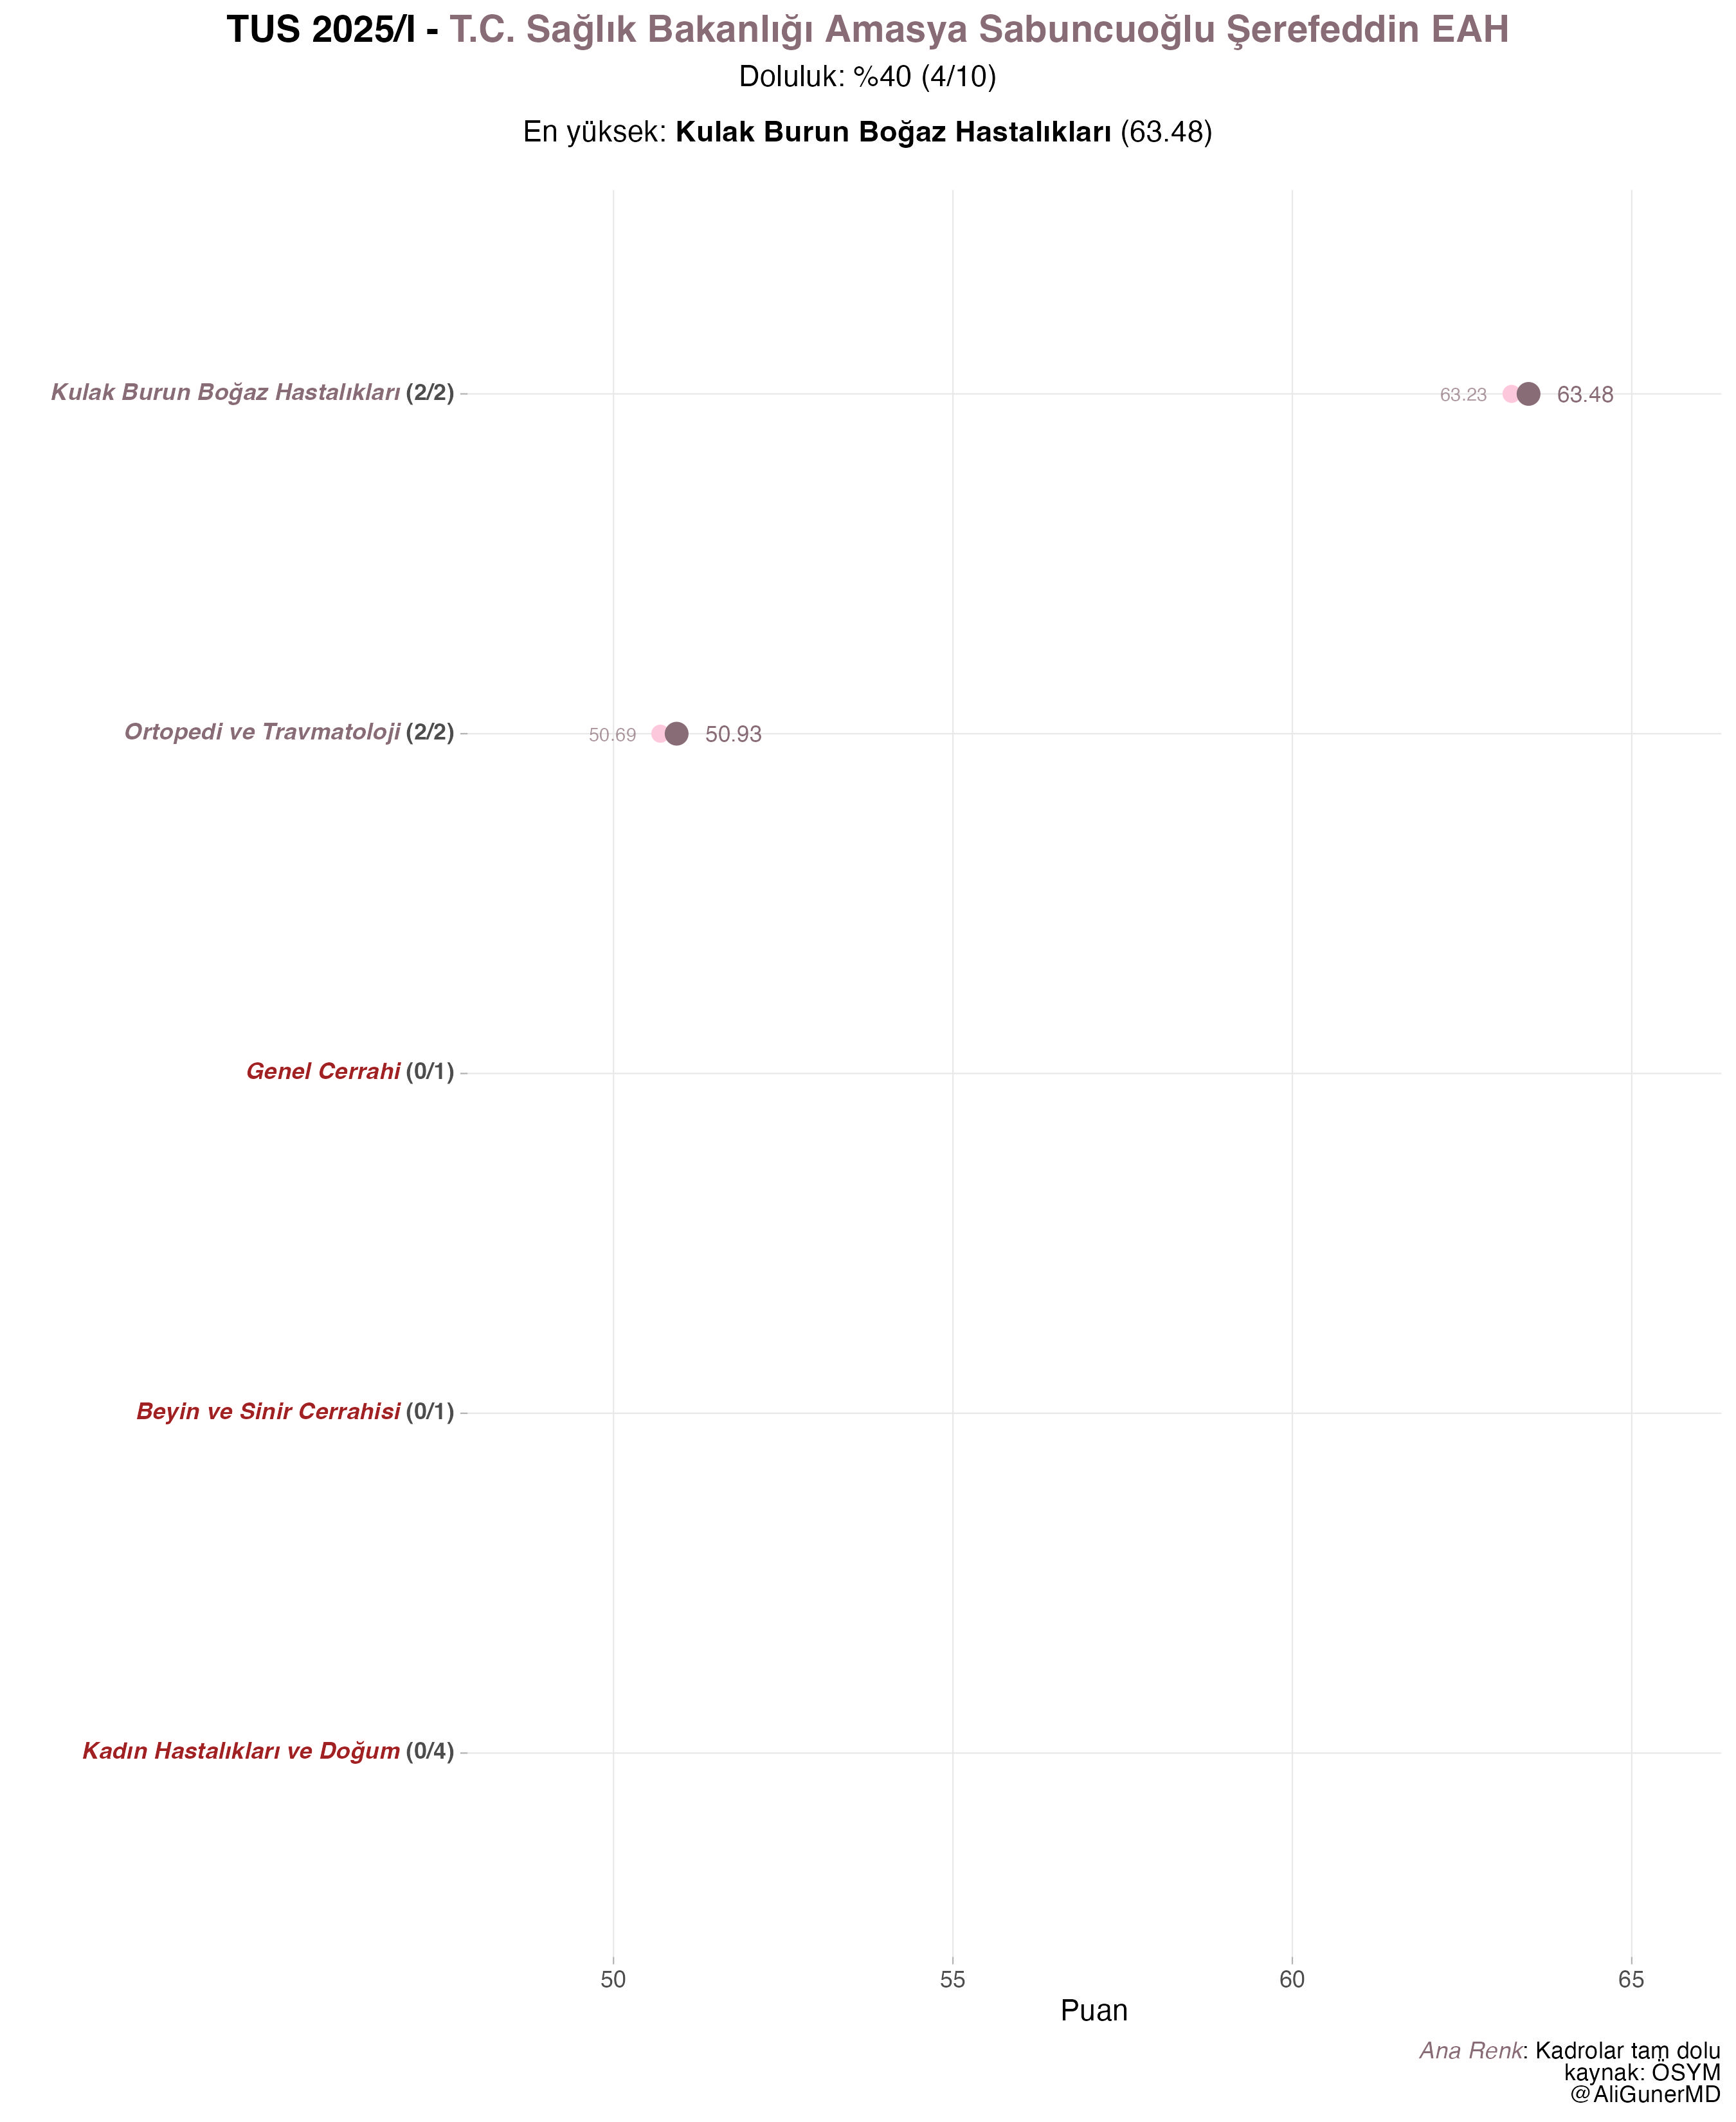 TUS 2025/I - T.C. Sağlık Bakanlığı Amasya Sabuncuoğlu Şerefeddin EAH
Doluluk: %40 (4/10)
En yüksek: Kulak Burun Boğaz Hastalıkları (63.48)
Kulak Burun Boğaz Hastalıkları (2/2)
63.23
63.48
Ortopedi ve Travmatoloji (2/2)
50.69
50.93
Genel Cerrahi (0/1)
Beyin ve Sinir Cerrahisi (0/1)
Kadın Hastalıkları ve Doğum (0/4)
50
55
60
65
Puan
Ana Renk: Kadrolar tam dolu
kaynak: ÖSYM
@AliGunerMD